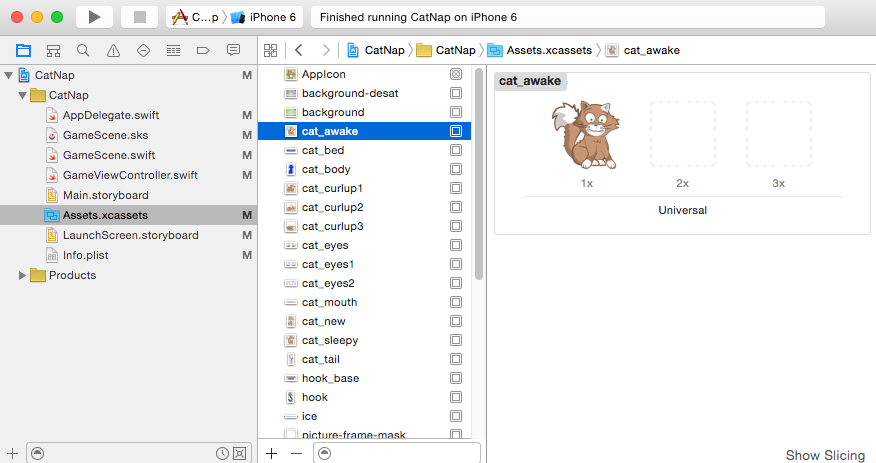 C...p iPhone 6
Finished running CatNap on iPhone 6
CatNap CatNap Assets.xcassets cat_awake
CatNap M
CatNap
AppDelegate.swift M
GameScene.sks M
GameScene.swift M
GameViewController.swift M
Main.storyboard M
Assets.xcassets M
LaunchScreen.storyboard M
Info.plist M
Products
AppIcon
background-desat
background
cat_awake
cat_bed
cat_body
cat_curlup1
cat_curlup2
cat_curlup3
cat_eyes
cat_eyes1
cat_eyes2
cat_mouth
cat_new
cat_sleepy
cat_tail
hook_base
hook
ice
picture-frame-mask
cat_awake
1x 2x 3x
Universal
Show Slicing